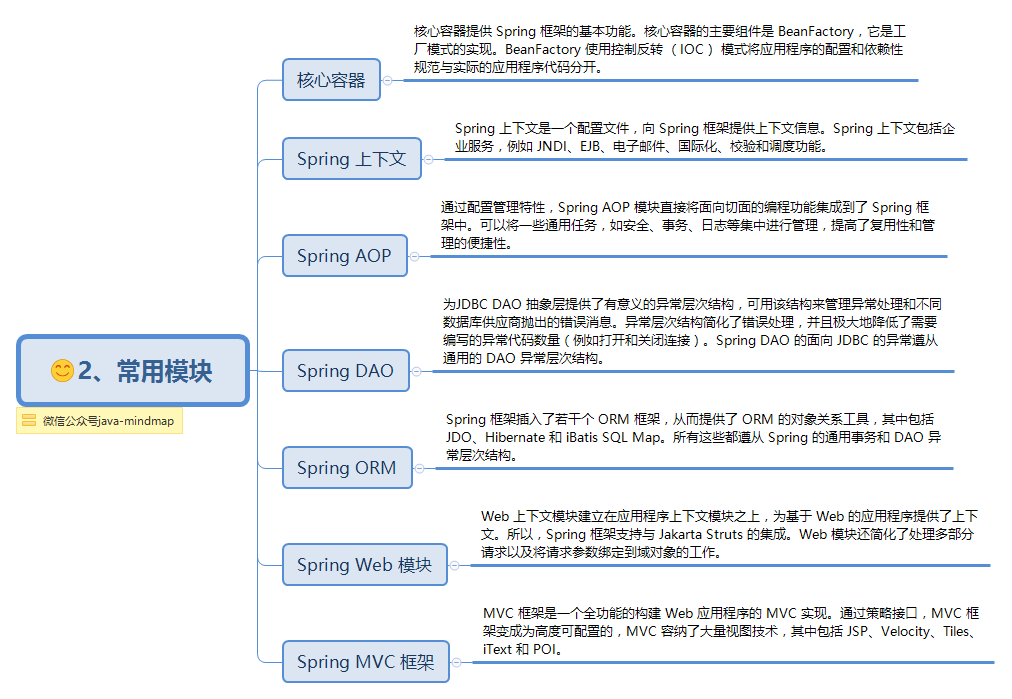 核心容器提供 Spring 框架的基本功能。核心容器的主要组件是 BeanFactory，它是工
厂模式的实现。BeanFactory 使用控制反转 （IOC ） 模式将应用程序的配置和依赖性
规范与实际的应用程序代码分开。
核心容器
Spring 上下文是一个配置文件，向 Spring 框架提供上下文信息。Spring 上下文包括企
业服务，例如 JNDI、EJB、电子邮件、国际化、校验和调度功能。
Spring 上下文
通过配置管理特性，Spring AOP 模块直接将面向切面的编程功能集成到了 Spring 框
架中。可以将一些通用任务，如安全、事务、日志等集中进行管理，提高了复用性和管
理的便捷性。
Spring AOP
为JDBC DAO 抽象层提供了有意义的异常层次结构，可用该结构来管理异常处理和不同
数据库供应商抛出的错误消息。异常层次结构简化了错误处理，并且极大地降低了需要
编写的异常代码数量（例如打开和关闭连接）。Spring DAO 的面向 JDBC 的异常遵从
通用的 DAO 异常层次结构。
Spring DAO
2、常用模块
微信公众号java-mindmap
Spring 框架插入了若干个 ORM 框架，从而提供了 ORM 的对象关系工具，其中包括
JDO、Hibernate 和 iBatis SQL Map。所有这些都遵从 Spring 的通用事务和 DAO 异
常层次结构。
Spring ORM
Web 上下文模块建立在应用程序上下文模块之上，为基于 Web 的应用程序提供了上下
文。所以，Spring 框架支持与 Jakarta Struts 的集成。Web 模块还简化了处理多部分
请求以及将请求参数绑定到域对象的工作。
Spring Web 模块
MVC 框架是一个全功能的构建 Web 应用程序的 MVC 实现。通过策略接口，MVC 框
架变成为高度可配置的，MVC 容纳了大量视图技术，其中包括 JSP、Velocity、Tiles、
iText 和 POI。
Spring MVC 框架